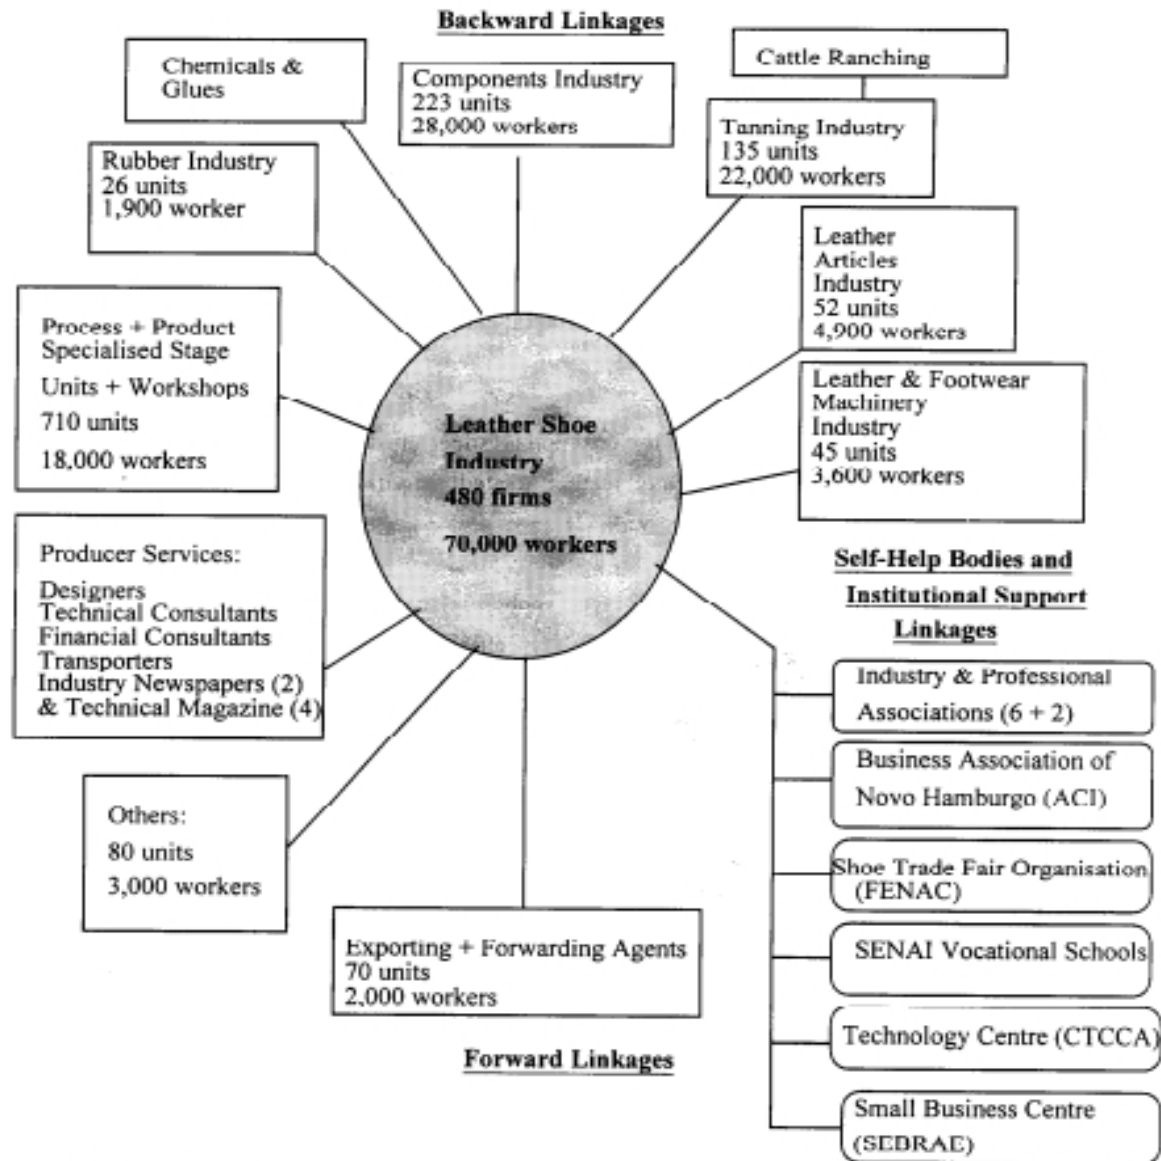 Backward Linkages
Chemicals &
Glues
Components Industry
223 units
28,000 workers
Cattle Ranching
Tanning Industry
135 units
22,000 workers
Rubber Industry
26 units
1,900 worker
Leather
Articles
Industry
52 units
4,900 workers
Process + Product
Specialised Stage
Units + Workshops
710 units
18,000 workers
Leather Shoe
Industry
480 firms
70,000 workers
Leather & Footwear
Machinery
Industry
45 units
3,600 workers
Producer Services:
Designers
Technical Consultants
Financial Consultants
Transporters
Industry Newspapers (2)
& Technical Magazine (4)
Self-Help Bodies and
Institutional Support
Linkages
Industry & Professional
Associations (6 + 2)
Business Association of
Novo Hamburgo (ACI)
Shoe Trade Fair Organisation
(FENAC)
SENAI Vocational Schools
Technology Centre (CTCCA)
Small Business Centre
(SEBRAE)
Others:
80 units
3,000 workers
Exporting + Forwarding Agents
70 units
2,000 workers
Forward Linkages